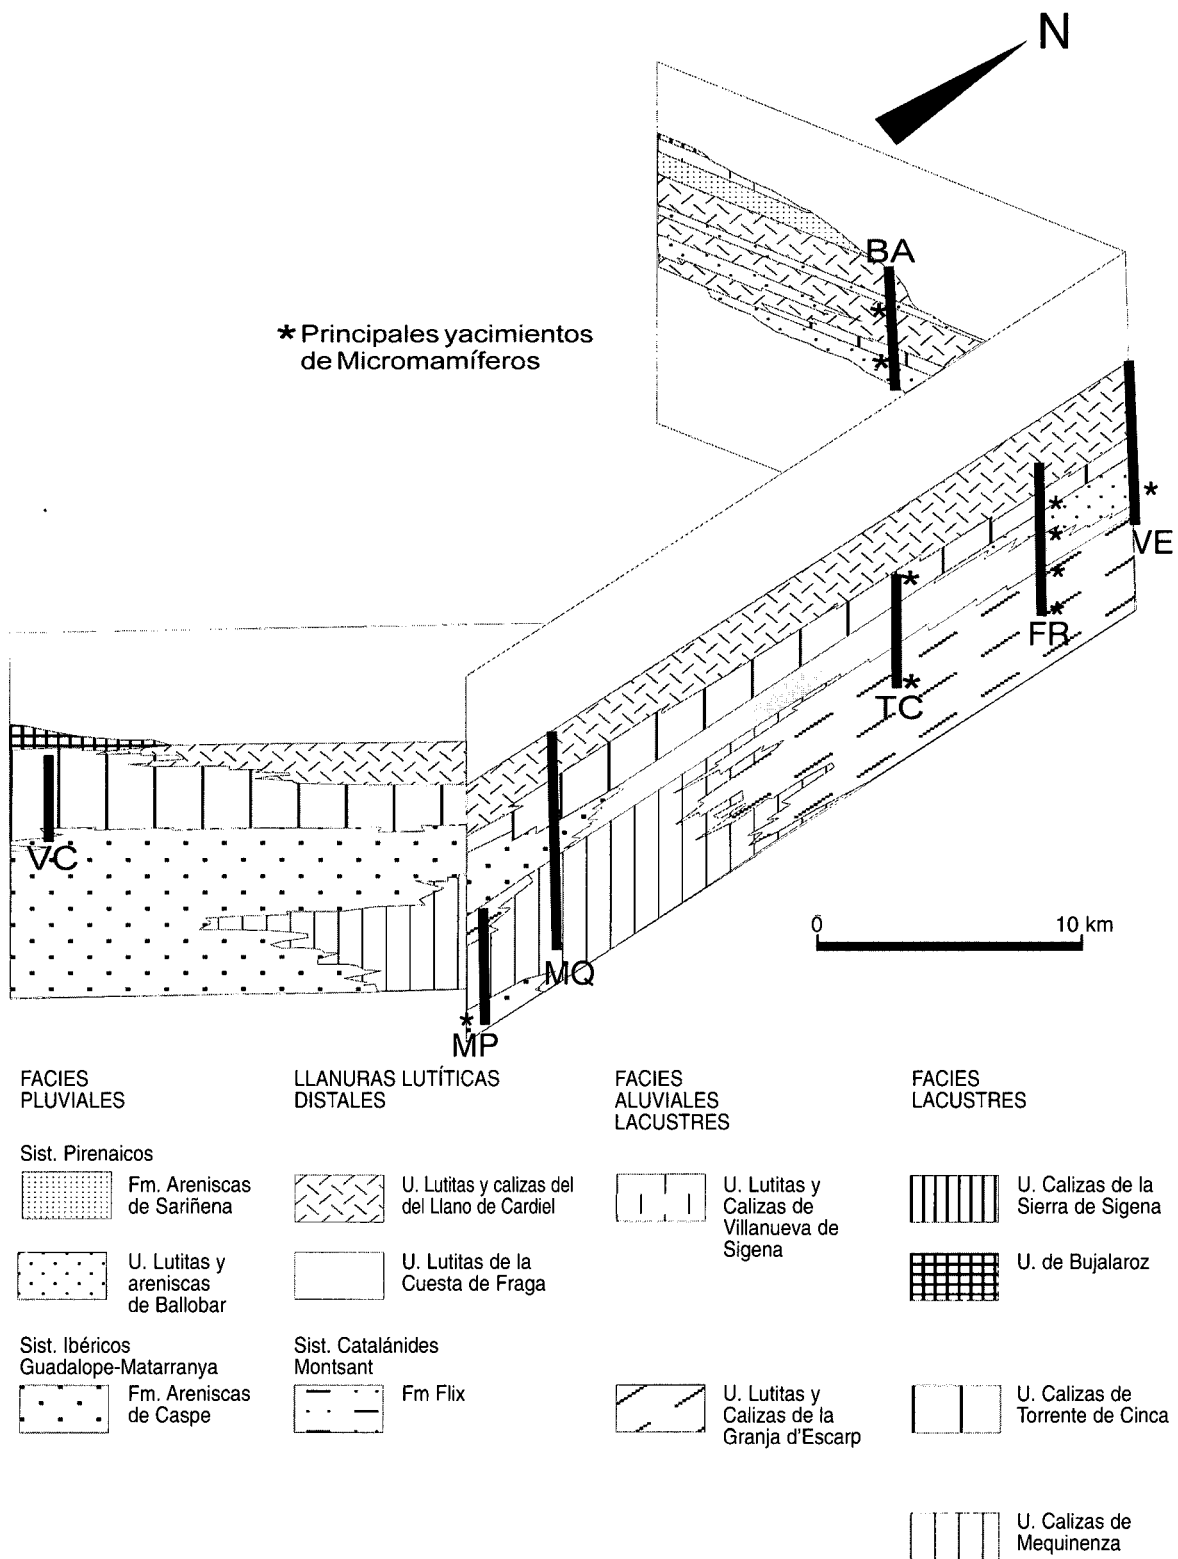 N
BA
* Principales yacimientos
de Micromamíferos
VE
FR
TC
VC
0 10 km
MQ
MP
FACIES
PLUVIALES
Sist. Pirenaicos
Fm. Areniscas
de Sariñena
U. Lutitas y
areniscas
de Ballobar
Sist. Ibéricos
Guadalope-Matarranya
Fm. Areniscas
de Caspe
LLANURAS LUTÍTICAS
DISTALES
U. Lutitas y calizas del
del Llano de Cardiel
U. Lutitas de la
Cuesta de Fraga
Sist. Catalánides
Montsant
Fm Flix
FACIES
ALUVIALES
LACUSTRES
U. Lutitas y
Calizas de
Villanueva de
Sigena
U. Lutitas y
Calizas de la
Granja d'Escarp
FACIES
LACUSTRES
U. Calizas de la
Sierra de Sigena
U. de Bujalaroz
U. Calizas de
Torrente de Cinca
U. Calizas de
Mequinenza